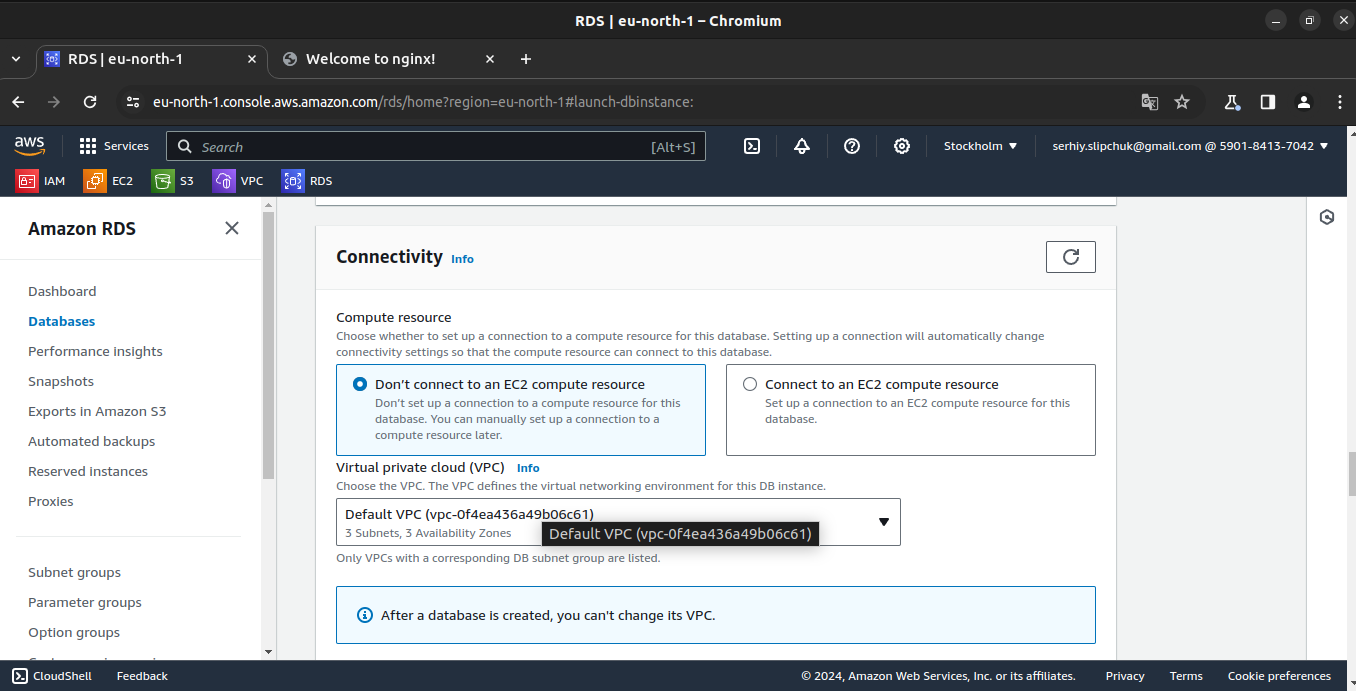 RDS | eu-north-1 – Chromium
RDS | eu-north-1
Welcome to nginx!
eu-north-1.console.aws.amazon.com/rds/home?region=eu-north-1#launch-dbinstance:
aws
Services
Search
[Alt+S]
Stockholm
serhiy.slipchuk@gmail.com @ 5901-8413-7042
IAM
EC2
S3
VPC
RDS
Amazon RDS
Dashboard
Databases
Performance insights
Snapshots
Exports in Amazon S3
Automated backups
Reserved instances
Proxies
Subnet groups
Parameter groups
Option groups
Connectivity Info
Compute resource
Choose whether to set up a connection to a compute resource for this database. Setting up a connection will automatically change
connectivity settings so that the compute resource can connect to this database.
Don't connect to an EC2 compute resource
Don't set up a connection to a compute resource for this
database. You can manually set up a connection to a
compute resource later.
Connect to an EC2 compute resource
Set up a connection to an EC2 compute resource for this
database.
Virtual private cloud (VPC) Info
Choose the VPC. The VPC defines the virtual networking environment for this DB instance.
Default VPC (vpc-0f4ea436a49b06c61)
3 Subnets, 3 Availability Zones
Default VPC (vpc-0f4ea436a49b06c61)
Only VPCs with a corresponding DB subnet group are listed.
After a database is created, you can't change its VPC.
CloudShell
Feedback
© 2024, Amazon Web Services, Inc. or its affiliates.
Privacy
Terms
Cookie preferences